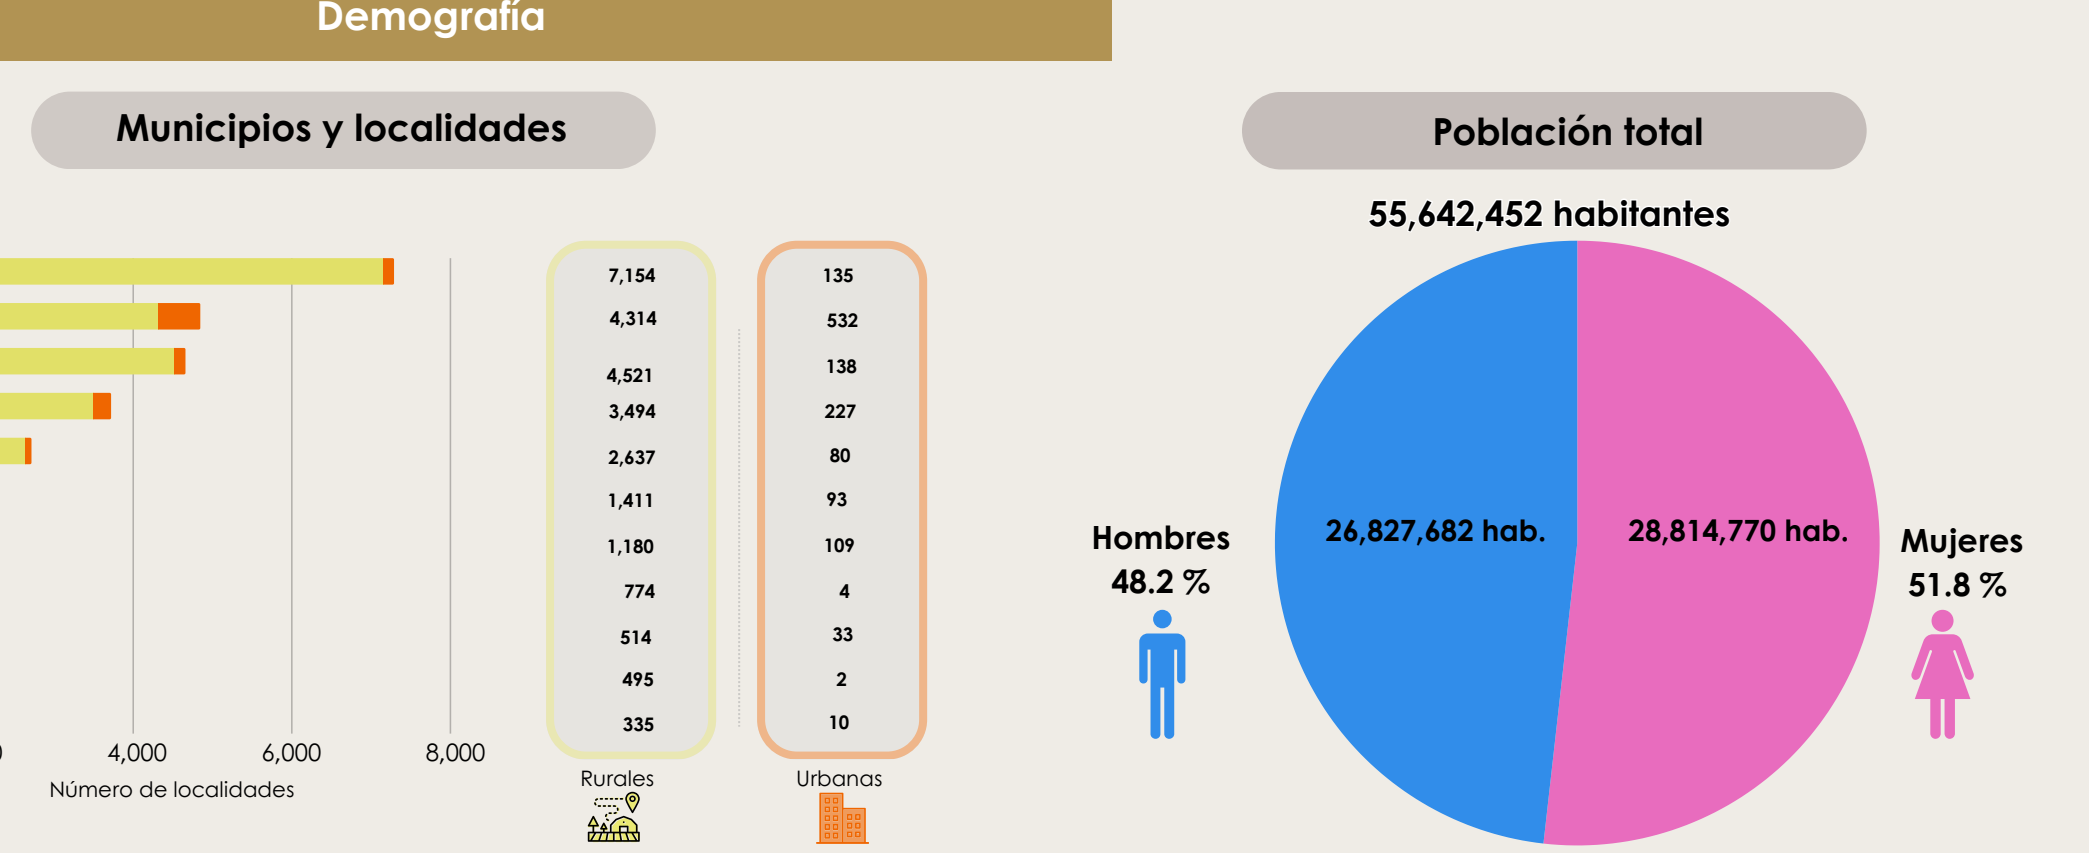 Demografía
Municipios y localidades
7,154 135
4,314 532
4,521 138
3,494 227
2,637 80
1,411 93
1,180 109
774 4
514 33
495 2
335 10
0 4,000 6,000 8,000
Número de localidades
Rurales Urbanas
Población total
55,642,452 habitantes
26,827,682 hab. 28,814,770 hab.
Hombres
48.2 %
Mujeres
51.8 %